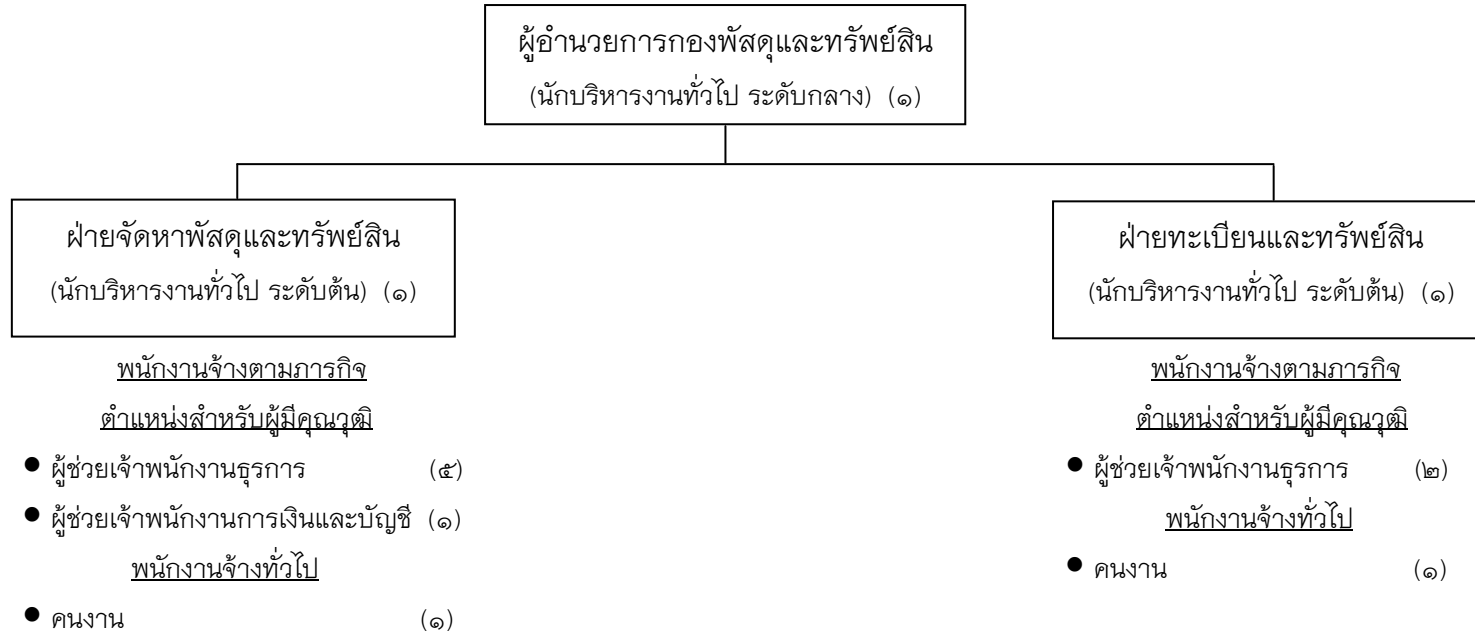 ผู้อำนวยการกองพัสดุและทรัพย์สิน
(นักบริหารงานทั่วไป ระดับกลาง) (๑)
ฝ่ายจัดหาพัสดุและทรัพย์สิน
(นักบริหารงานทั่วไป ระดับต้น) (๑)
พนักงานจ้างตามภารกิจ
ตำแหน่งสำหรับผู้มีคุณวุฒิ
● ผู้ช่วยเจ้าพนักงานธุรการ (๕)
● ผู้ช่วยเจ้าพนักงานการเงินและบัญชี (๑)
พนักงานจ้างทั่วไป
● คนงาน (๑)
ฝ่ายทะเบียนและทรัพย์สิน
(นักบริหารงานทั่วไป ระดับต้น) (๑)
พนักงานจ้างตามภารกิจ
ตำแหน่งสำหรับผู้มีคุณวุฒิ
● ผู้ช่วยเจ้าพนักงานธุรการ (๒)
พนักงานจ้างทั่วไป
● คนงาน (๑)